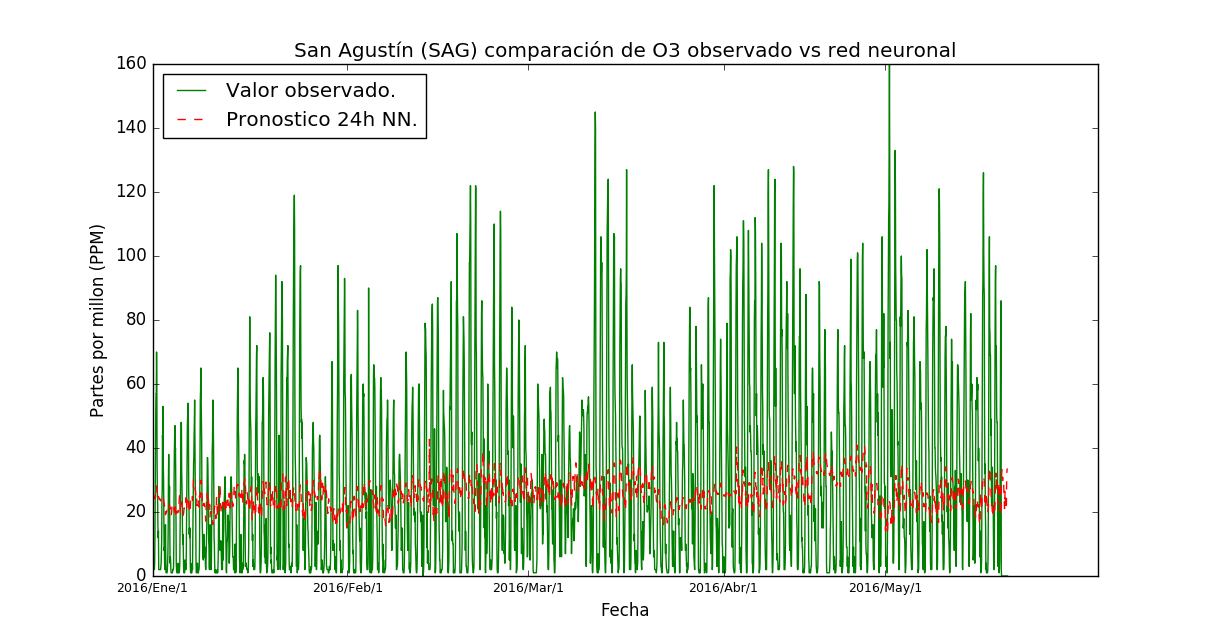 San Agustín (SAG) comparación de O3 observado vs red neuronal
Valor observado.
Pronostico 24h NN.
160
140
120
100
80
60
40
20
0
Partes por millon (PPM)
2016/Ene/1 2016/Feb/1 2016/Mar/1 2016/Abr/1 2016/May/1
Fecha